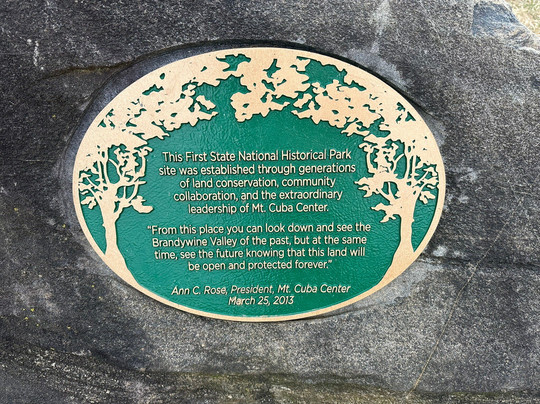 This First State National Historical Park
site was established through generations
of land conservation, community
collaboration, and the extraordinary
leadership of Mt. Cuba Center.
“From this place you can look down and see the
Brandywine Valley of the past, but at the same
time, see the future knowing that this land will
be open and protected forever.”
Ann C. Rose, President, Mt. Cuba Center
March 25, 2013